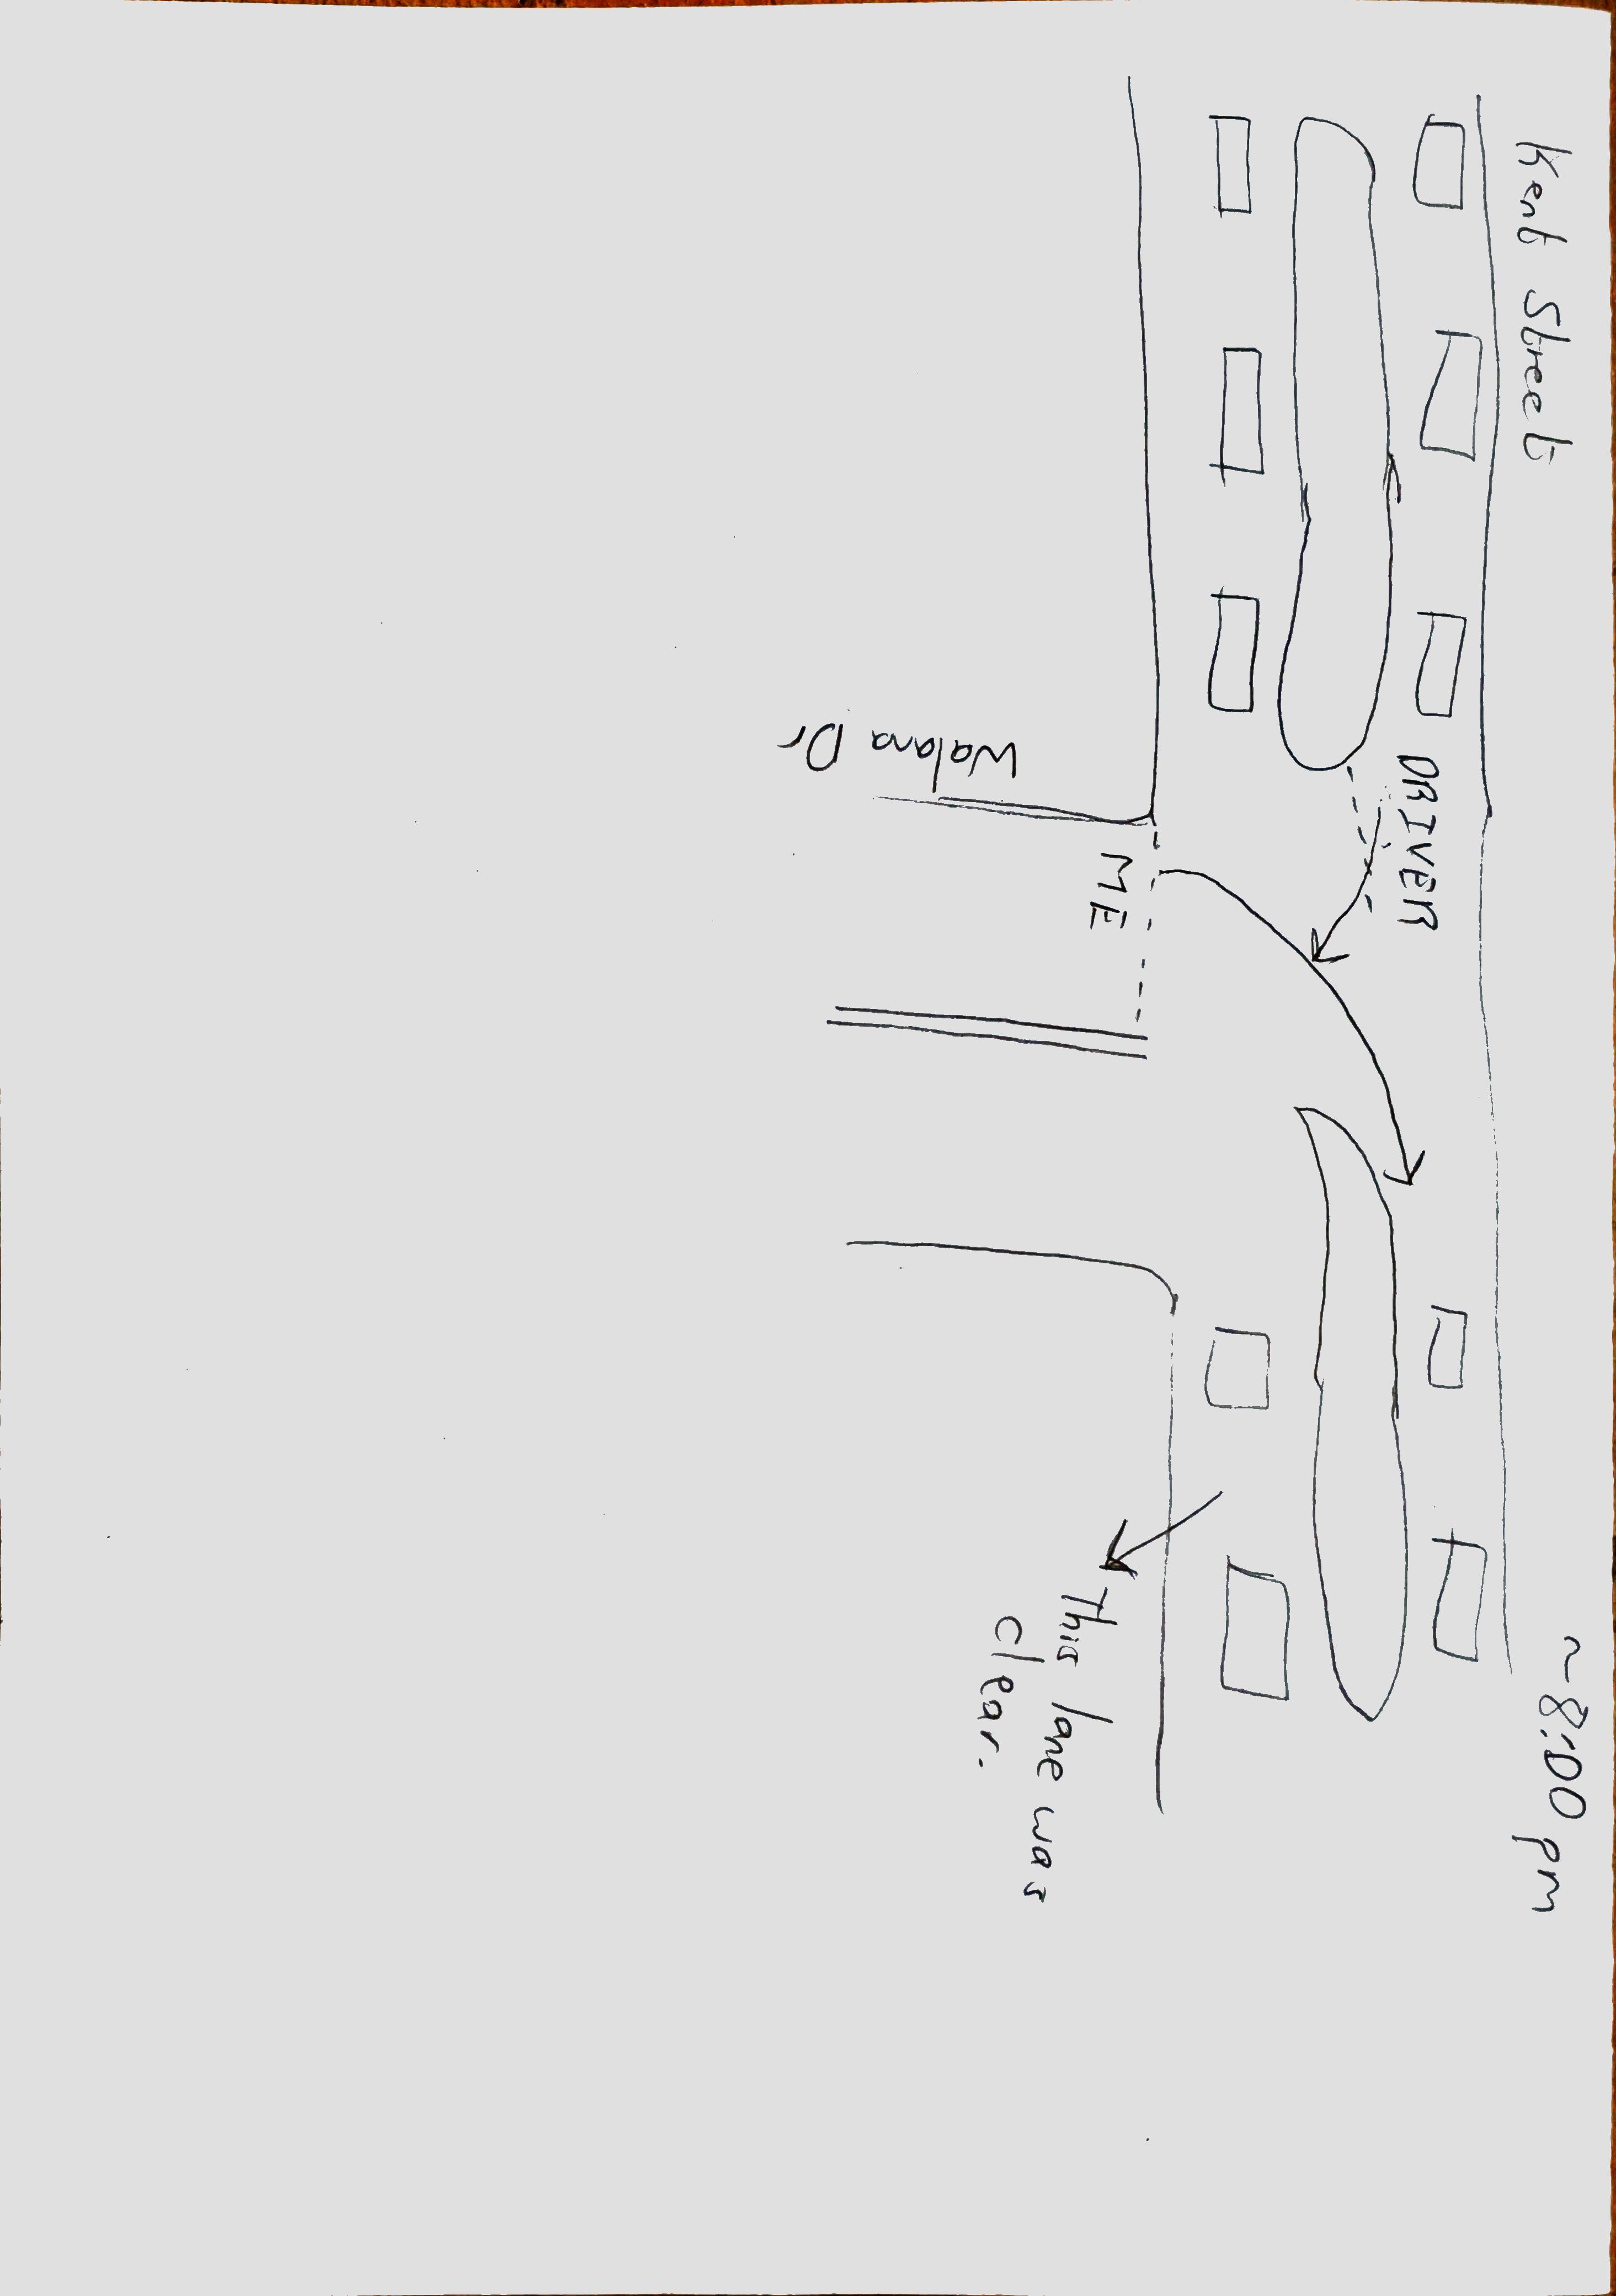 Kent Street
~8:00 pm
DRIVER
ME
This lane was
clear.
Walana Dr